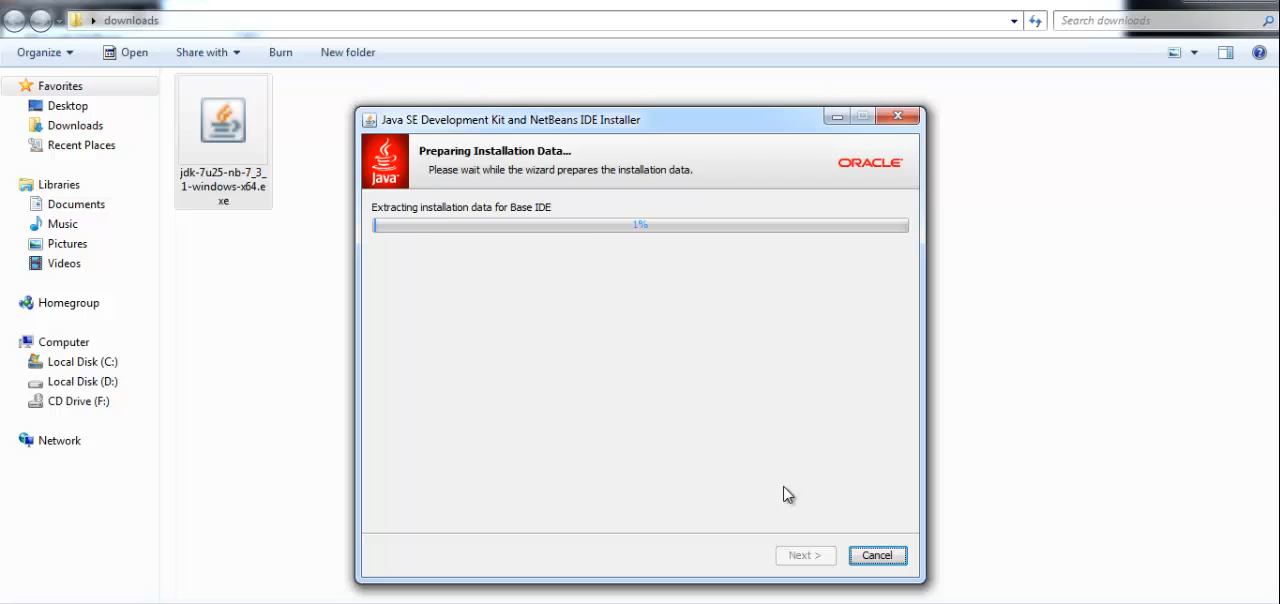 downloads
Search downloads
Organize
Open
Share with
Burn
New folder
Favorites
Desktop
Downloads
Recent Places
Libraries
Documents
Music
Pictures
Videos
Homegroup
Computer
Local Disk (C:)
Local Disk (D:)
CD Drive (F:)
Network
jdk-7u25-nb-7_3_
1-windows-x64.e
xe
Java SE Development Kit and NetBeans IDE Installer
Java
Preparing Installation Data...
Please wait while the wizard prepares the installation data.
ORACLE
Extracting installation data for Base IDE
1%
Next >
Cancel